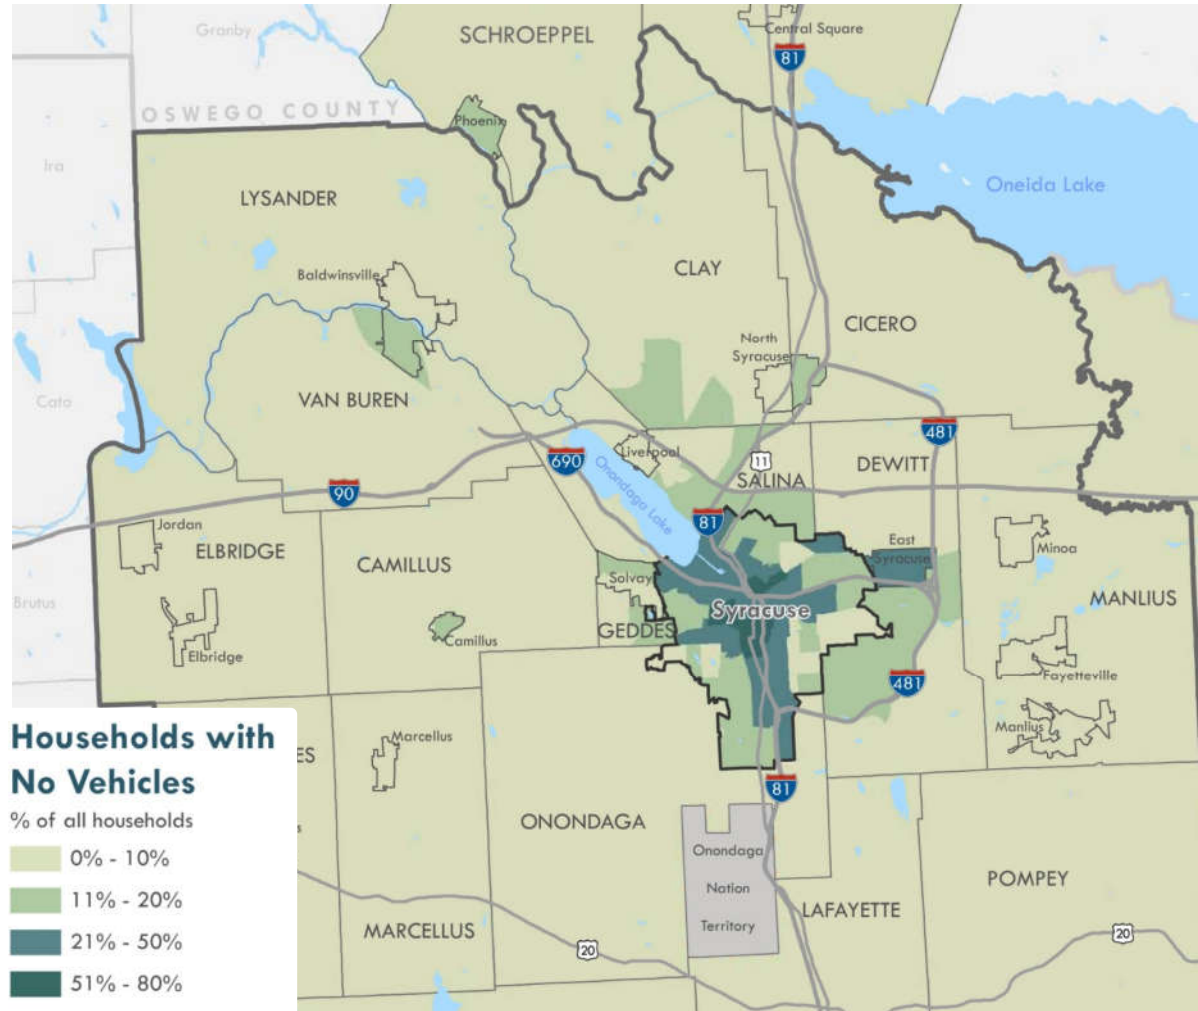 Granby
SCHROEPPEL
Central Square
81
OSWEGO COUNTY
Phoenix
Ira
Oneida Lake
LYSANDER
CLAY
Baldwinsville
CICERO
North
Syracuse
Cato
VAN BUREN
481
Liverpool
690
11
DEWITT
90
Onondaga Lake
SALINA
81
Jordan
ELBRIDGE
CAMILLUS
East
Syracuse
Minoa
Solvay
Brutus
Syracuse
MANLIUS
GEDDES
Camillus
Elbridge
Fayetteville
481
Manlius
Marcellus
ES
81
ONONDAGA
Onondaga
Nation
Territory
POMPEY
LAFAYETTE
MARCELLUS
20
20
Households with
No Vehicles
% of all households
0% - 10%
11% - 20%
21% - 50%
51% - 80%